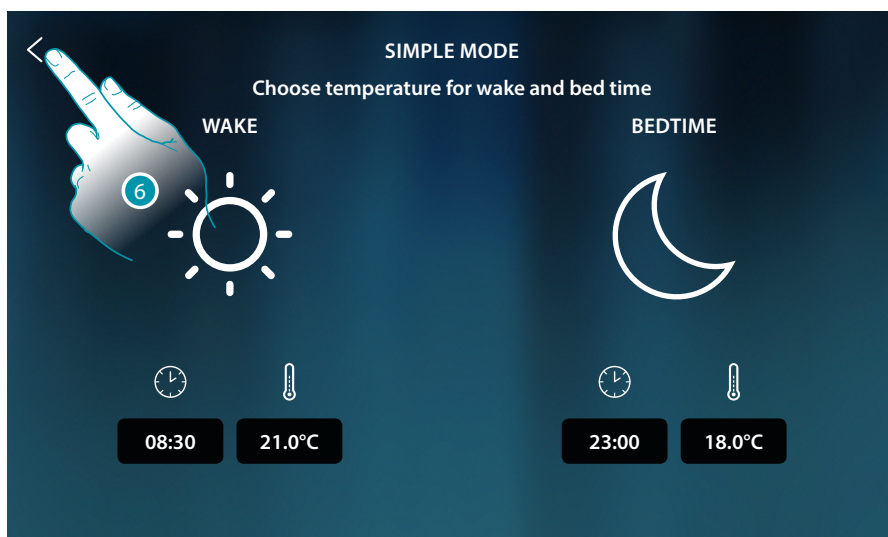 SIMPLE MODE
Choose temperature for wake and bed time
WAKE
BEDTIME
6
08:30
21.0°C
23:00
18.0°C